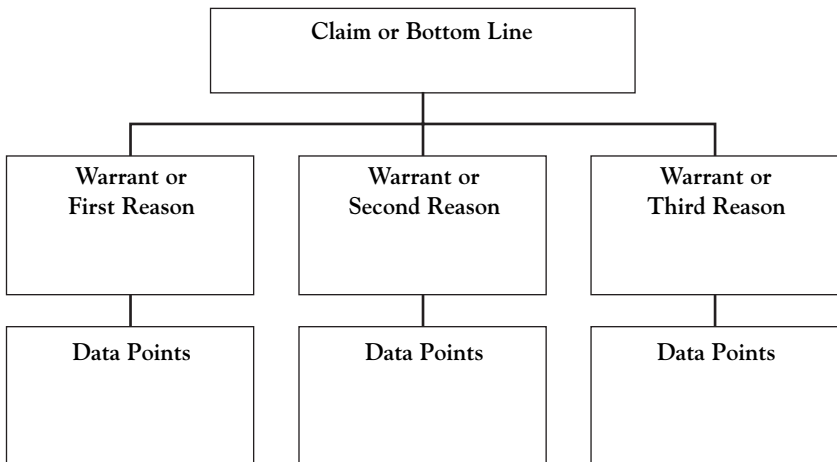 Claim or Bottom Line
Warrant or
First Reason
Warrant or
Second Reason
Warrant or
Third Reason
Data Points
Data Points
Data Points